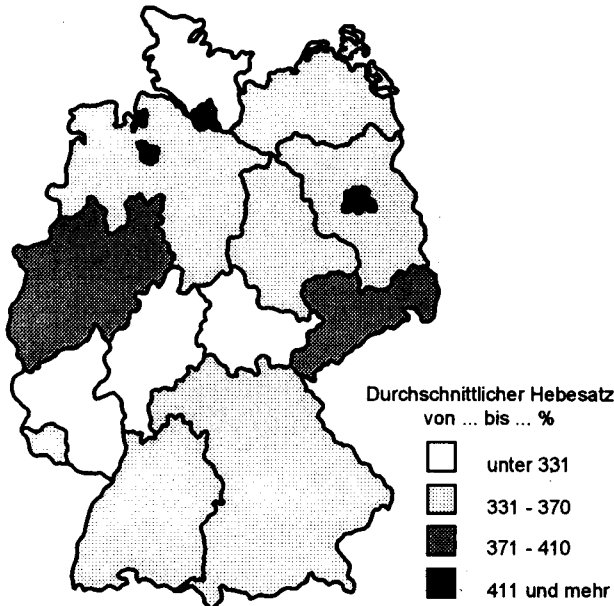 Durchschnittlicher Hebesatz
von ... bis ... %
unter 331
331 - 370
371 - 410
411 und mehr